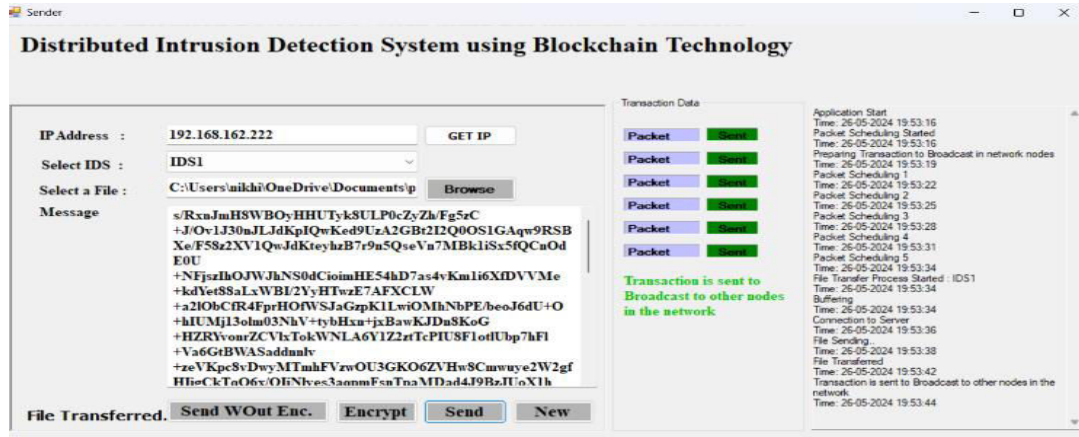 Sender
Distributed Intrusion Detection System using Blockchain Technology
IP Address :
192.168.162.222
GET IP
Select IDS :
IDS1
Select a File :
C:\Users\nikhi\OneDrive\Documents\p
Browse
Message
s/RxnJmH8WBOyHHUTyk8ULP0cZyZh/Fg5zC
+J/Ov1J30nJLJdKpIQwKed9UzA2GBt2I2Q0OS1GAqw9RSB
Xe/F58z2XV1QwJdKteyhzB7r9n5QseVn7MBk1iSx5fQCnOd
E0U
+NFjszIhOJWJhNS0dCioimHE54hD7as4vKm1i6XfDVVMe
+kdYet8SaLxWBI/2YyHTwzE7AFXCLW
+a2lObCfR4FprHOfWSJaGzpK1LwiOMhNbPE/beoJ6dU+O
+hIUMj13olm03NhV+tybHxn+jxBawKJDn8KoG
+HZRYvonrZCVlxTokWNLA6Y1Z2ztTcPIU8F1otlUbp7hFl
+Va6GtBWASaddnnlv
+zeVKpc8vDwyMTmhFVzwOU3GKO6ZVHw8Cmwuye2W2gf
File Transferred.
Send WOut Enc.
Encrypt
Send
New
Transaction Data
Packet Sent
Packet Sent
Packet Sent
Packet Sent
Packet Sent
Packet Sent
Transaction is sent to
Broadcast to other nodes
in the network
Application Start
Time: 26-05-2024 19:53:16
Packet Scheduling Started
Time: 26-05-2024 19:53:16
Preparing Transaction to Broadcast in network nodes
Time: 26-05-2024 19:53:19
Packet Scheduling 1
Time: 26-05-2024 19:53:22
Packet Scheduling 2
Time: 26-05-2024 19:53:25
Packet Scheduling 3
Time: 26-05-2024 19:53:28
Packet Scheduling 4
Time: 26-05-2024 19:53:31
Packet Scheduling 5
Time: 26-05-2024 19:53:34
File Transfer Process Started : IDS1
Time: 26-05-2024 19:53:34
Buffering
Time: 26-05-2024 19:53:34
Connection to Server
Time: 26-05-2024 19:53:36
File Sending..
Time: 26-05-2024 19:53:38
File Transferred
Time: 26-05-2024 19:53:42
Transaction is sent to Broadcast to other nodes in the
network
Time: 26-05-2024 19:53:44